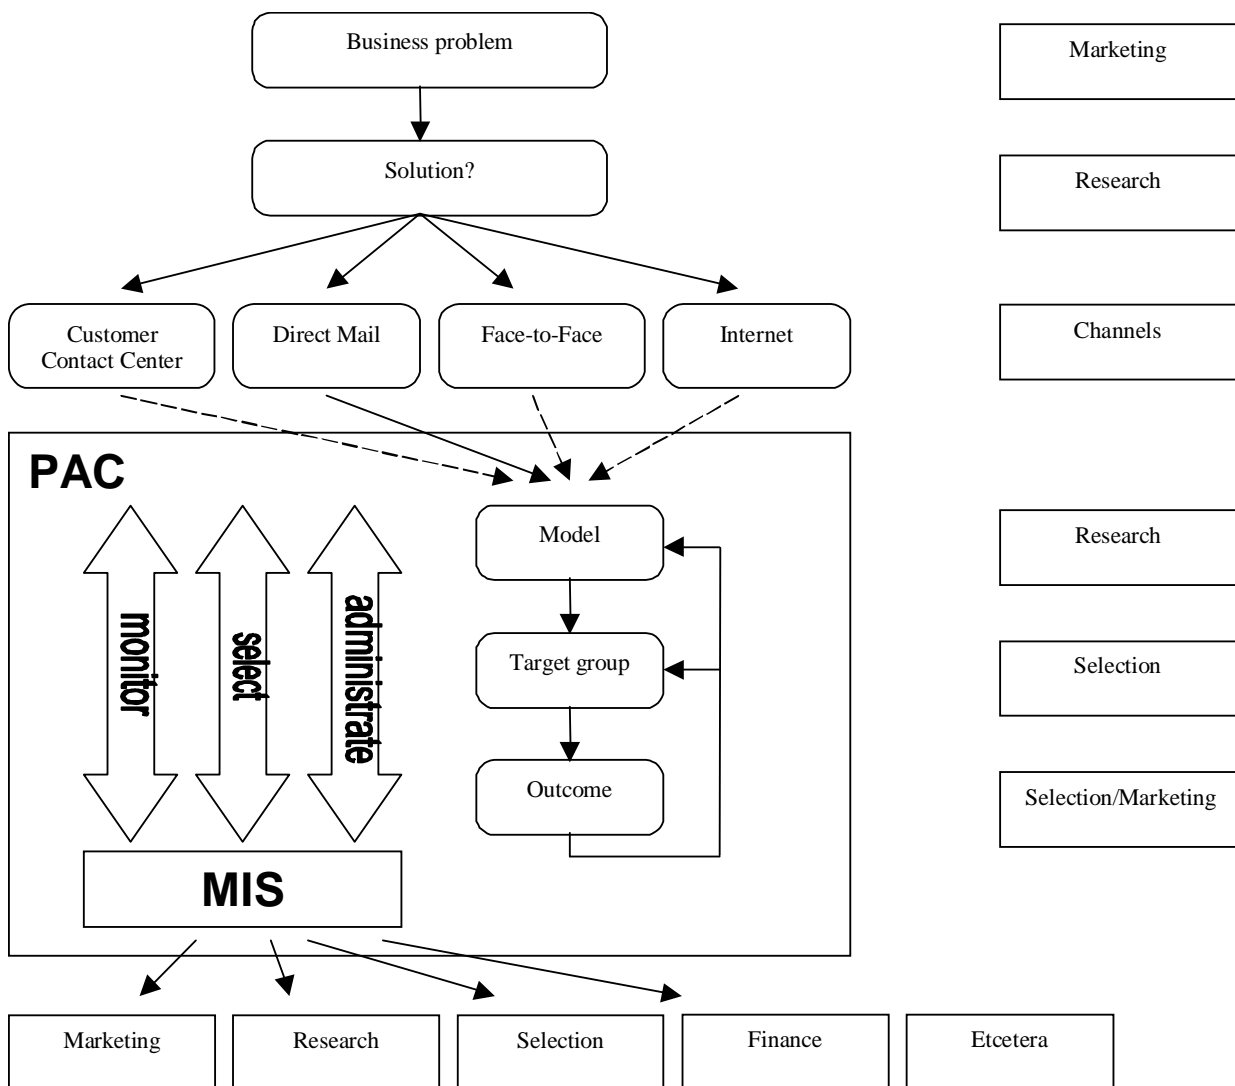 Business problem
Marketing
Solution?
Research
Customer
Contact Center
Direct Mail
Face-to-Face
Internet
Channels
PAC
monitor
select
administrate
Model
Research
Target group
Selection
Outcome
Selection/Marketing
MIS
Marketing
Research
Selection
Finance
Etcetera